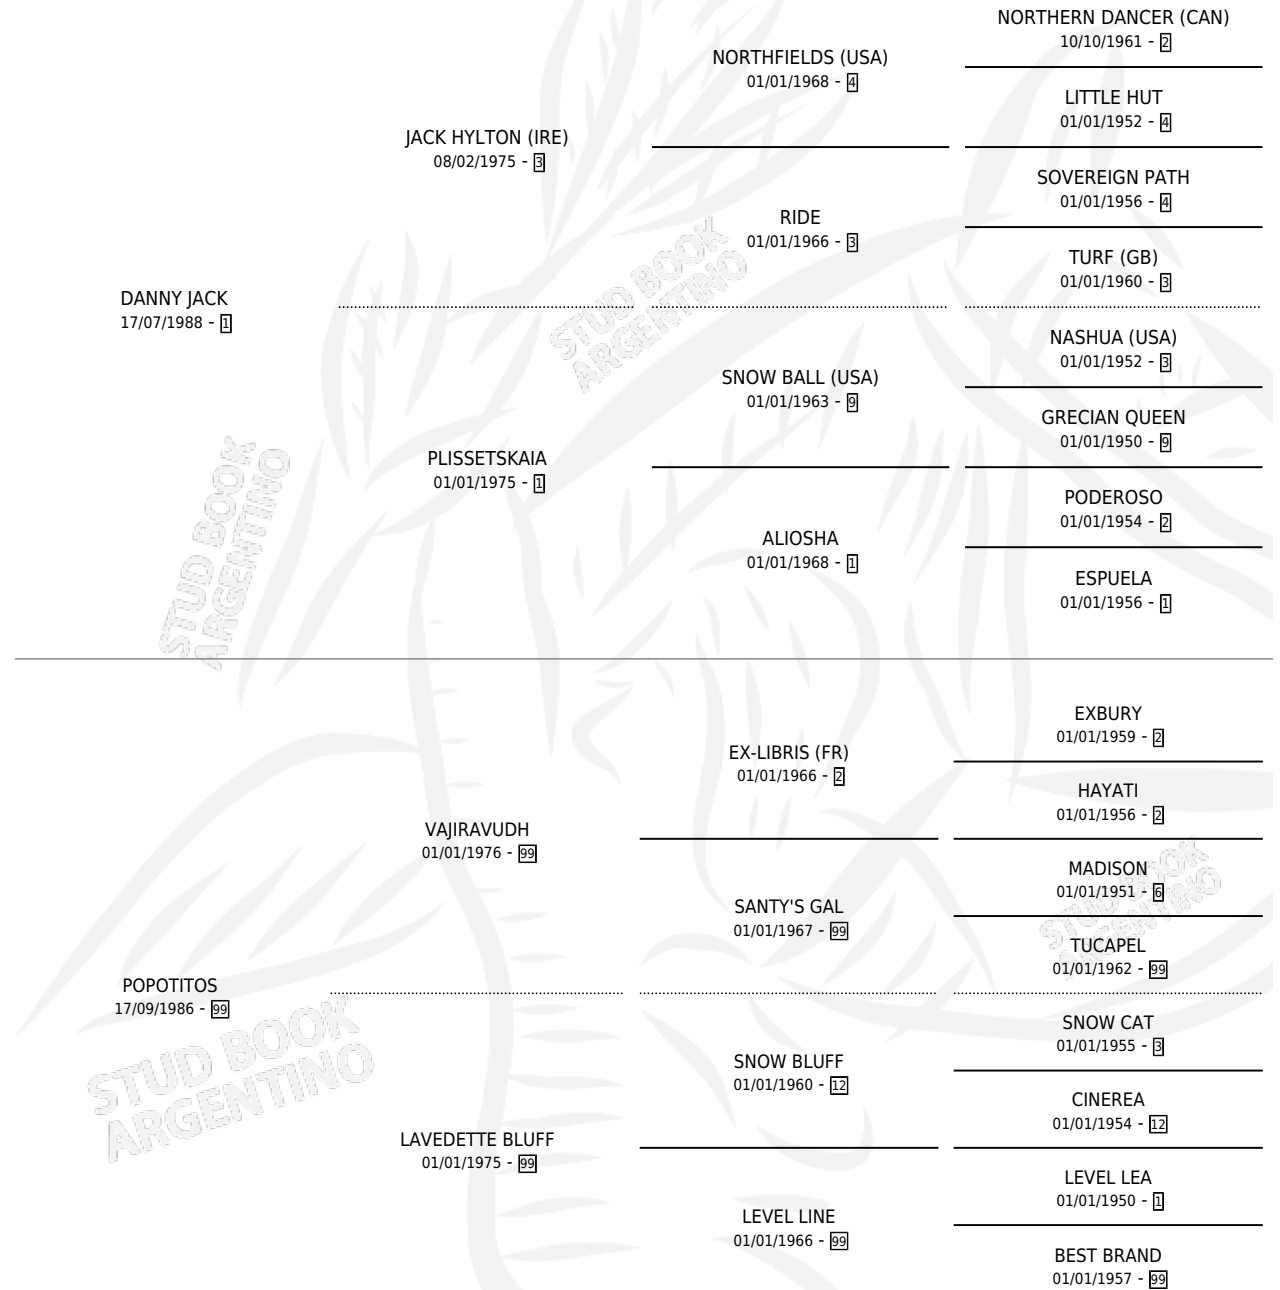 NORTHERN DANCER (CAN)
10/10/1961 - 2
NORTHFIELDS (USA)
01/01/1968 - 4
LITTLE HUT
01/01/1952 - 4
JACK HYLTON (IRE)
08/02/1975 - 3
SOVEREIGN PATH
01/01/1956 - 4
RIDE
01/01/1966 - 3
TURF (GB)
01/01/1960 - 3
DANNY JACK
17/07/1988 - 1
NASHUA (USA)
01/01/1952 - 3
SNOW BALL (USA)
01/01/1963 - 9
GRECIAN QUEEN
01/01/1950 - 9
PLISSETSKAIA
01/01/1975 - 1
PODEROSO
01/01/1954 - 2
ALIOSHA
01/01/1968 - 1
ESPUELA
01/01/1956 - 1
EXBURY
01/01/1959 - 2
EX-LIBRIS (FR)
01/01/1966 - 2
HAYATI
01/01/1956 - 2
VAJIRAVUDH
01/01/1976 - 99
MADISON
01/01/1951 - 6
SANTY'S GAL
01/01/1967 - 99
TUCAPEL
01/01/1962 - 99
POPOTITOS
17/09/1986 - 99
SNOW CAT
01/01/1955 - 3
SNOW BLUFF
01/01/1960 - 12
CINEREA
01/01/1954 - 12
LAVEDETTE BLUFF
01/01/1975 - 99
LEVEL LEA
01/01/1950 - 1
LEVEL LINE
01/01/1966 - 99
BEST BRAND
01/01/1957 - 99
STUD BOOK
ARGENTINO
STUD BOOK
ARGENTINO
STUD BOOK
ARGENTINO
STUD BOOK
ARGENTINO